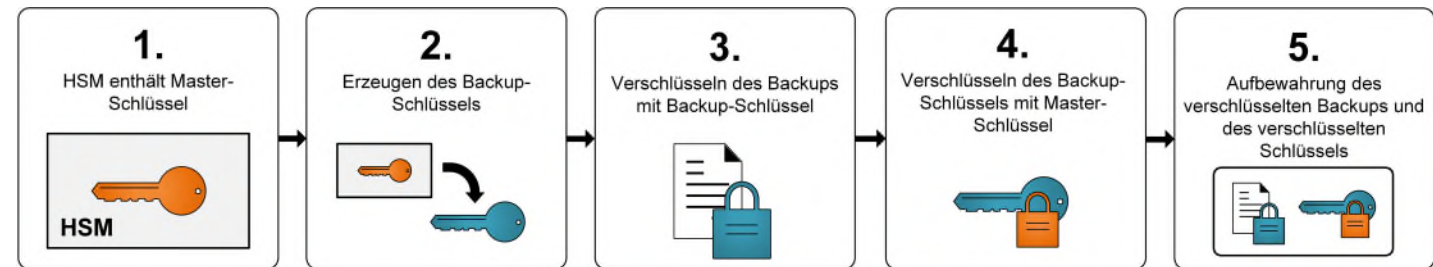 1.
HSM enthält Master-
Schlüssel
HSM
2.
Erzeugen des Backup-
Schlüssels
3.
Verschlüsseln des Backups
mit Backup-Schlüssel
4.
Verschlüsseln des Backup-
Schlüssels mit Master-
Schlüssel
5.
Aufbewahrung des
verschlüsselten Backups und
des verschlüsselten
Schlüssels